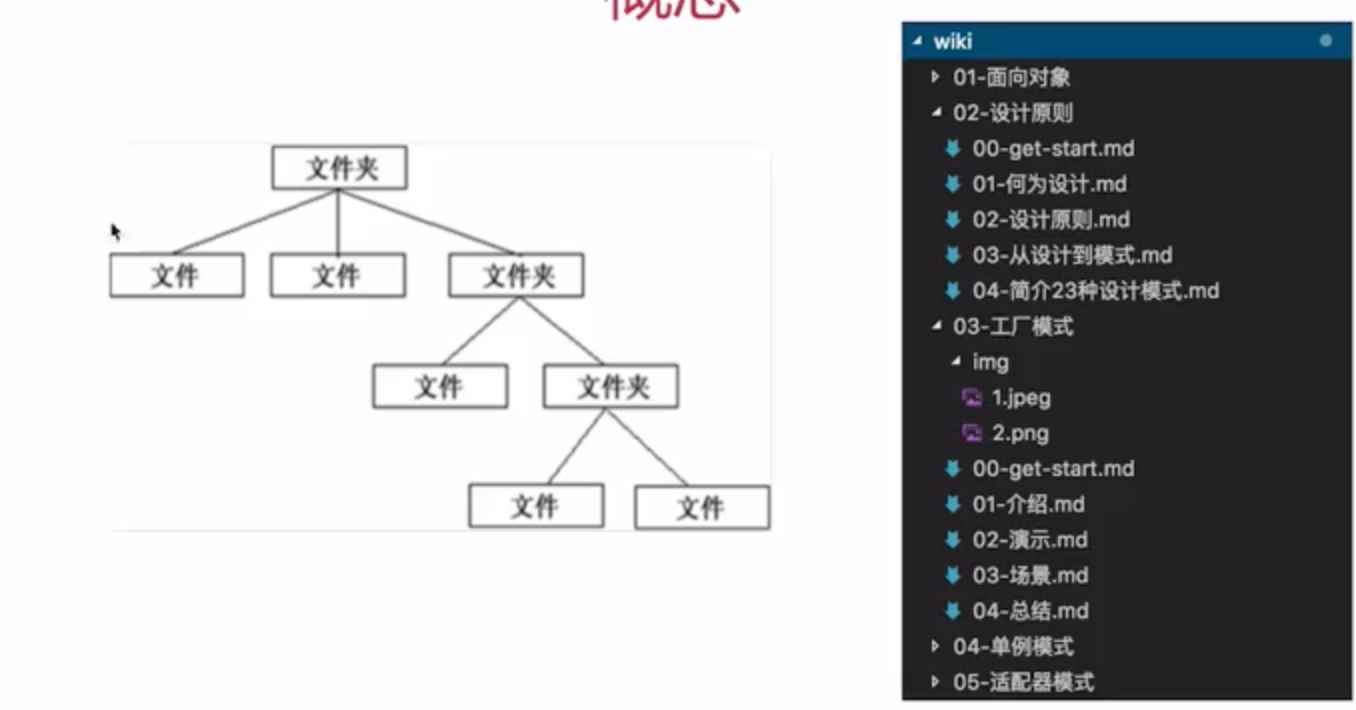 概念
文件夹
文件 文件 文件夹
文件 文件夹
文件 文件
wiki
01-面向对象
02-设计原则
00-get-start.md
01-何为设计.md
02-设计原则.md
03-从设计到模式.md
04-简介23种设计模式.md
03-工厂模式
img
1.jpeg
2.png
00-get-start.md
01-介绍.md
02-演示.md
03-场景.md
04-总结.md
04-单例模式
05-适配器模式